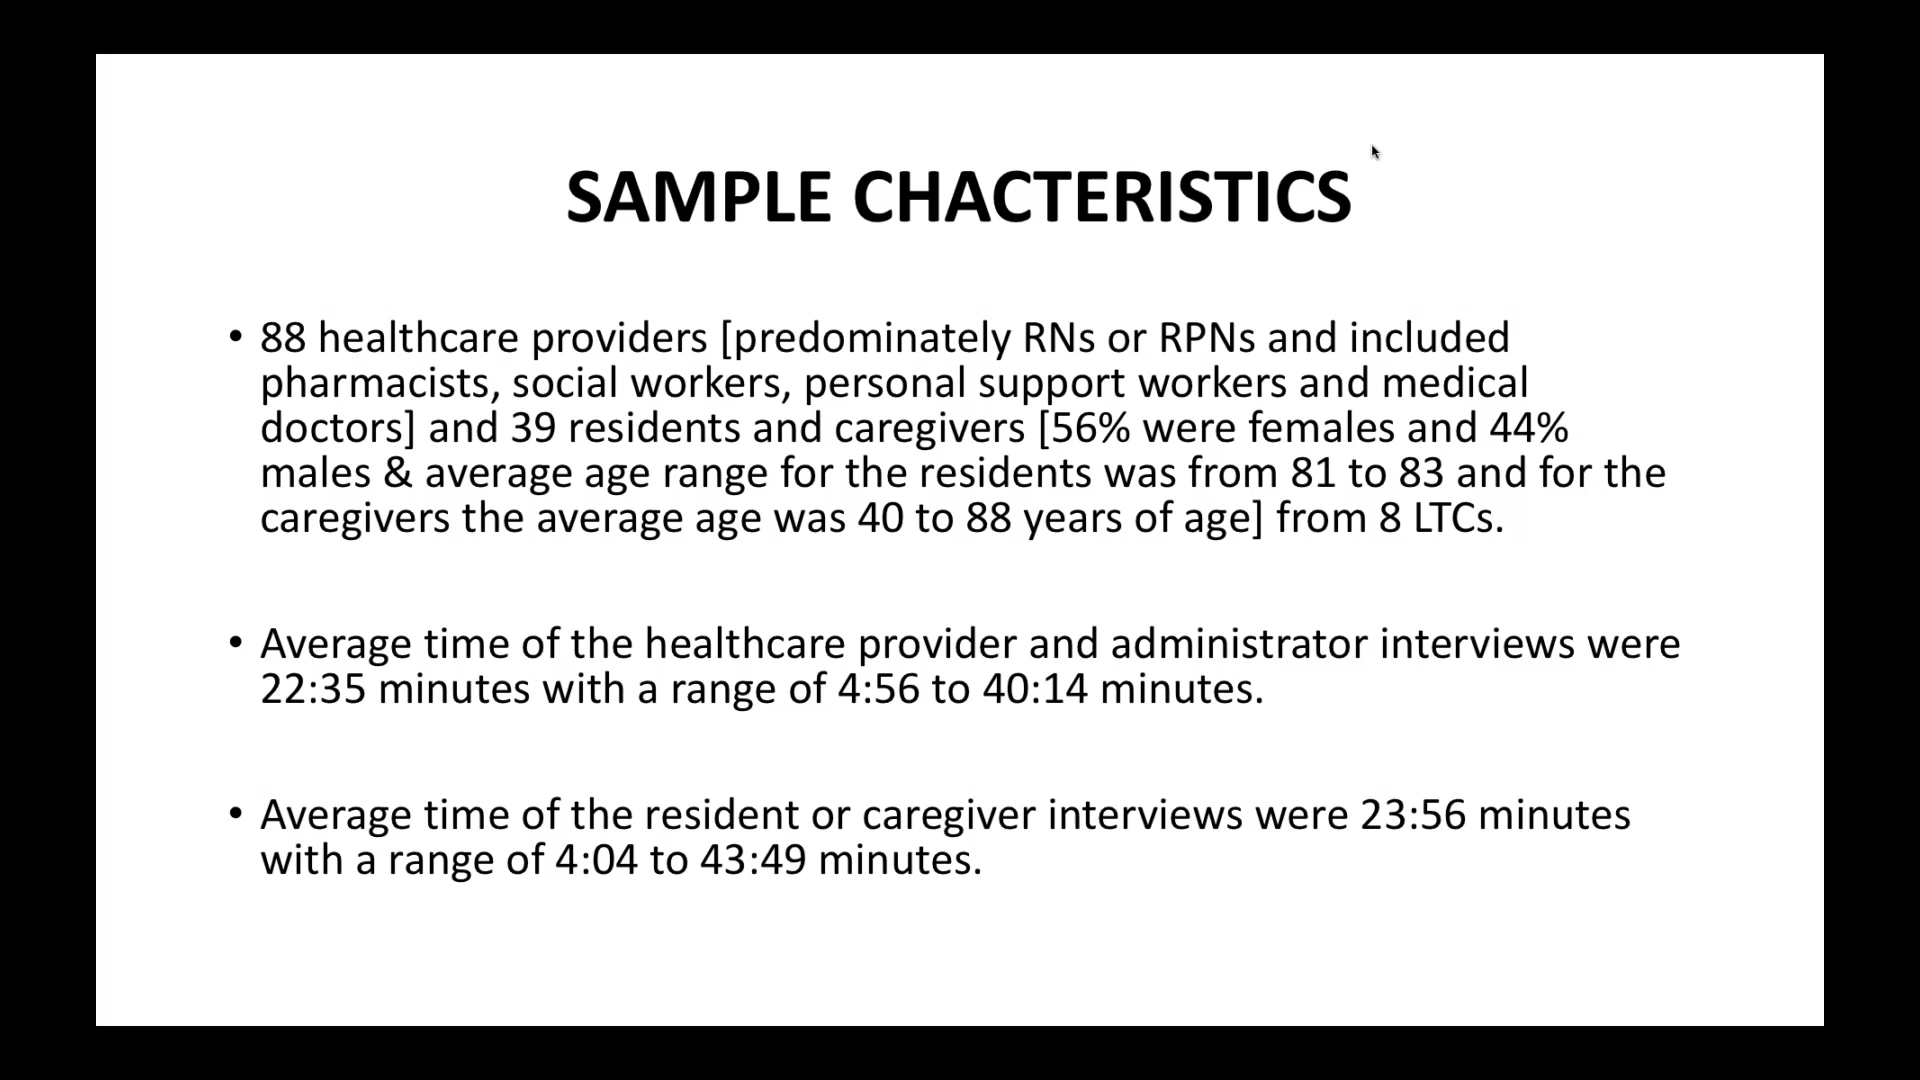 SAMPLE CHACTERISTICS
• 88 healthcare providers [predominately RNs or RPNs and included
pharmacists, social workers, personal support workers and medical
doctors] and 39 residents and caregivers [56% were females and 44%
males & average age range for the residents was from 81 to 83 and for the
caregivers the average age was 40 to 88 years of age] from 8 LTCs.
• Average time of the healthcare provider and administrator interviews were
22:35 minutes with a range of 4:56 to 40:14 minutes.
• Average time of the resident or caregiver interviews were 23:56 minutes
with a range of 4:04 to 43:49 minutes.